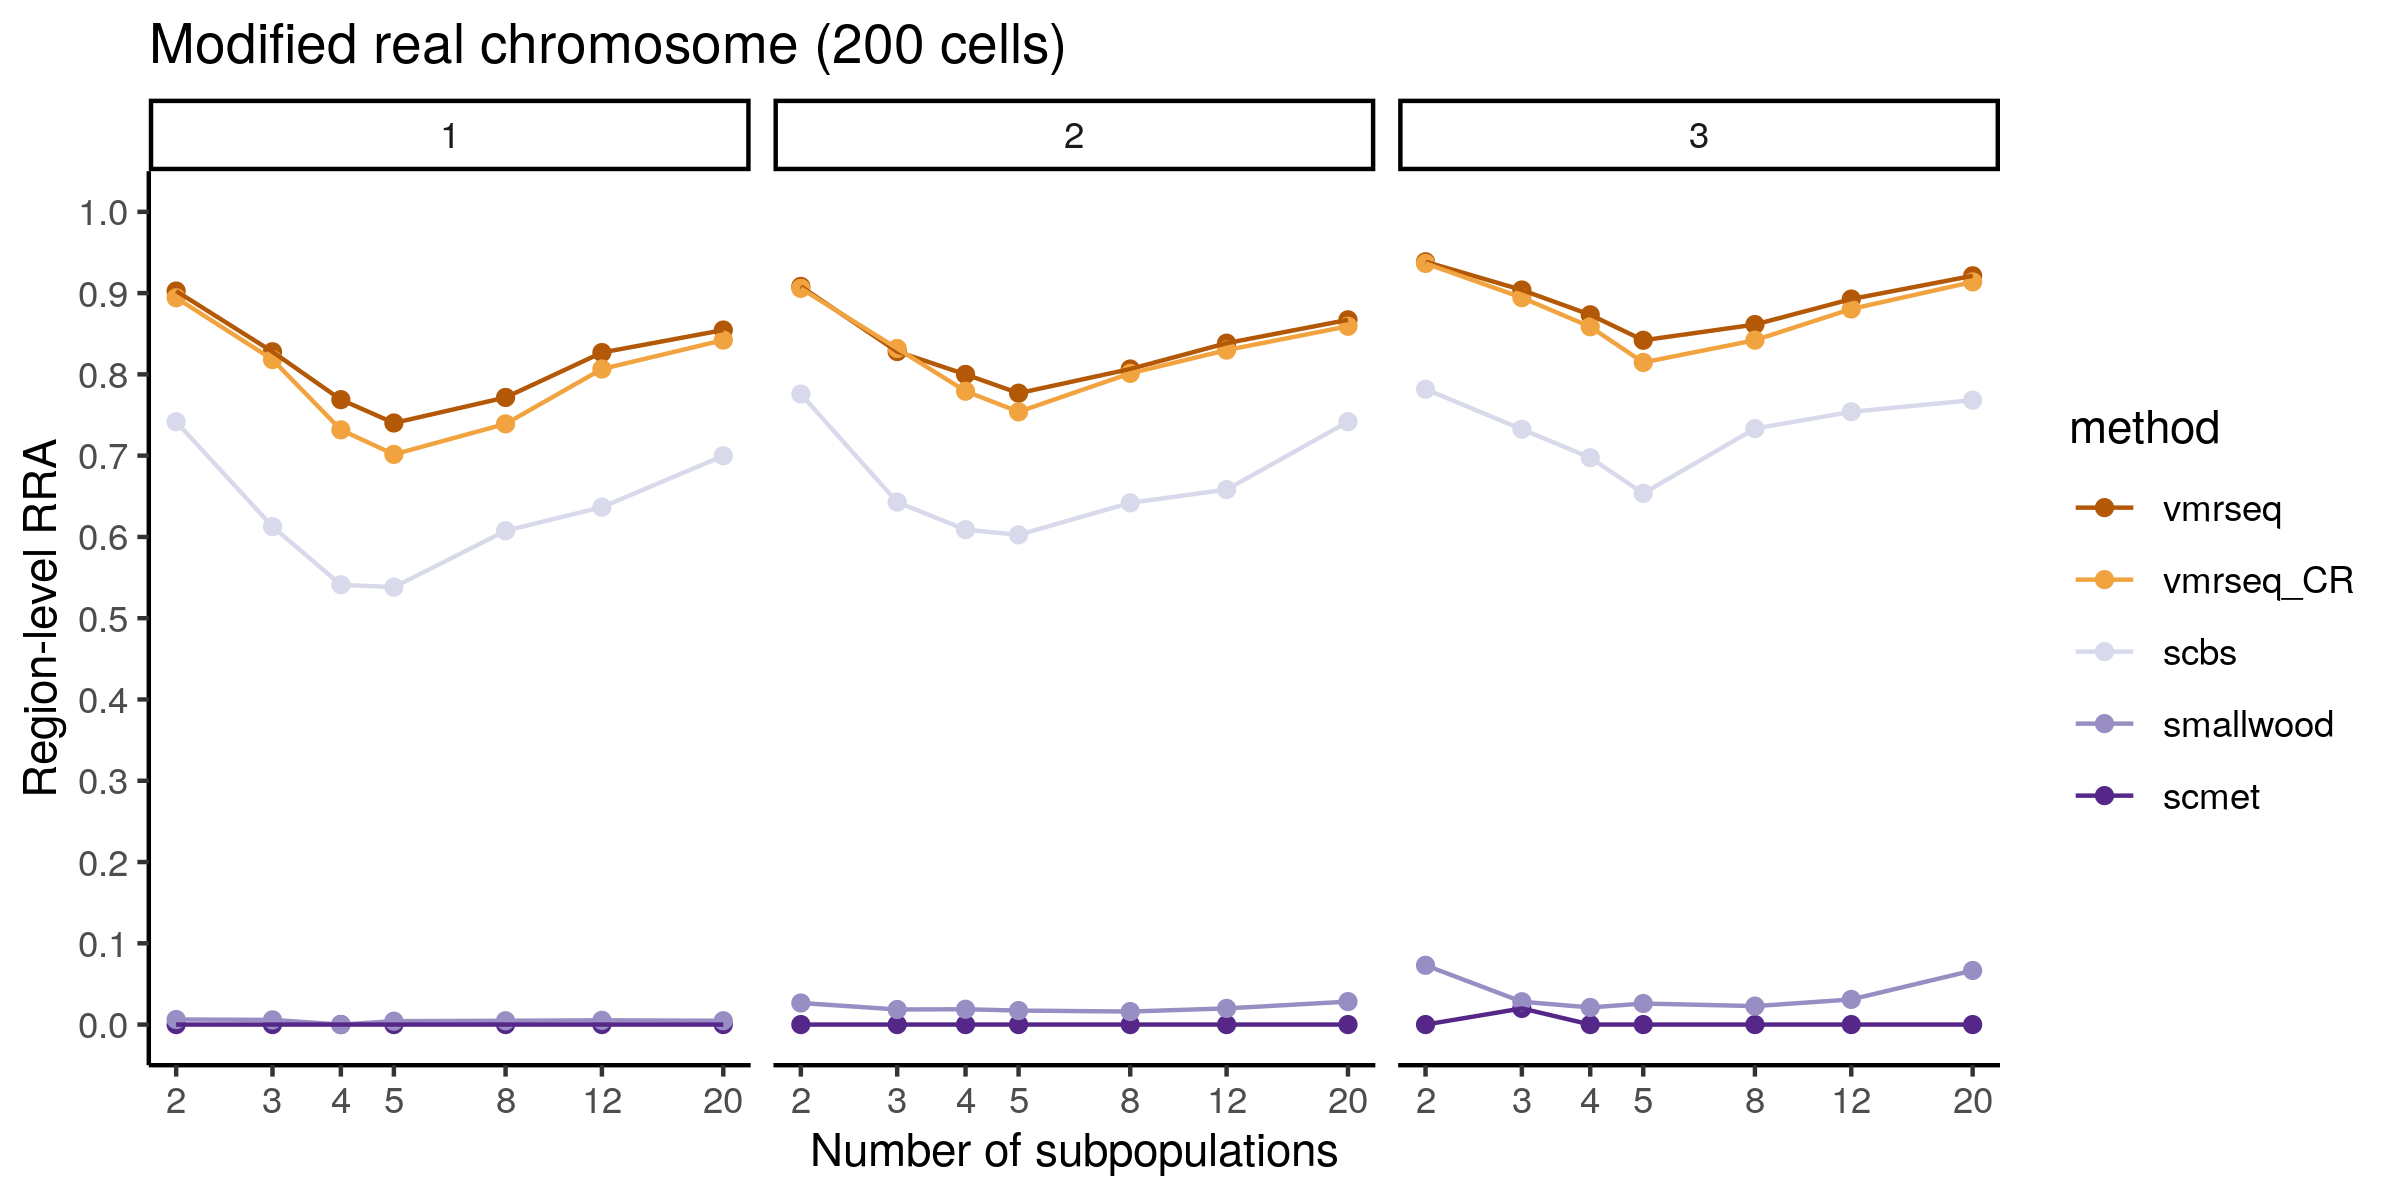 Modified real chromosome (200 cells)
1 2 3
Region-level RRA
1.0
0.9
0.8
0.7
0.6
0.5
0.4
0.3
0.2
0.1
0.0
2 3 4 5 8 12 20 2 3 4 5 8 12 20 2 3 4 5 8 12 20
Number of subpopulations
method
vmrseq
vmrseq_CR
scbs
smallwood
scmet